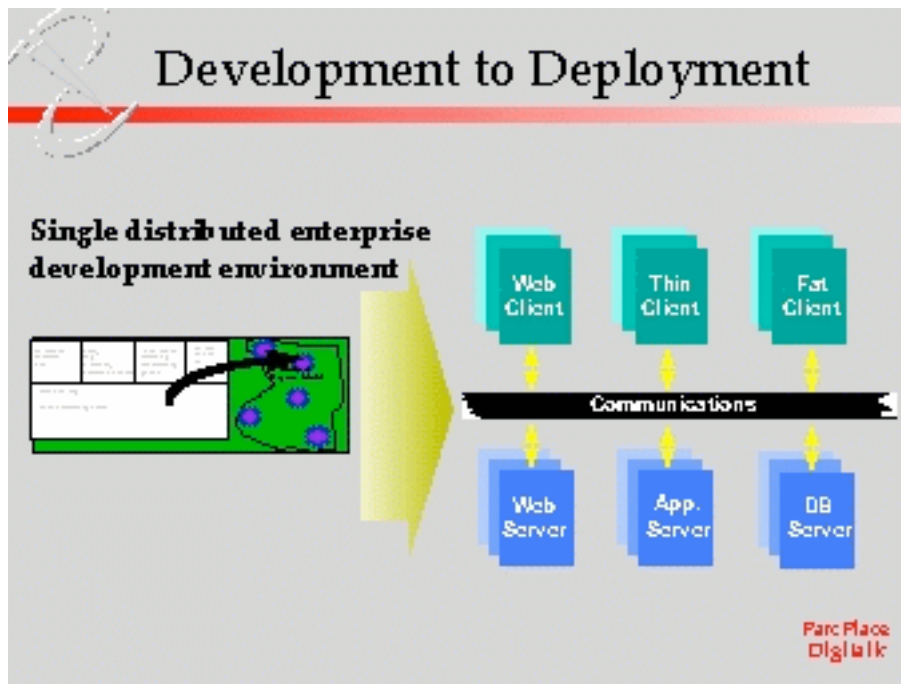 Development to Deployment
Single distributed enterprise
development environment
Web
Client
Thin
Client
Fat
Client
Communications
Web
Server
App.
Server
DB
Server
ParcPlace
Digitalk